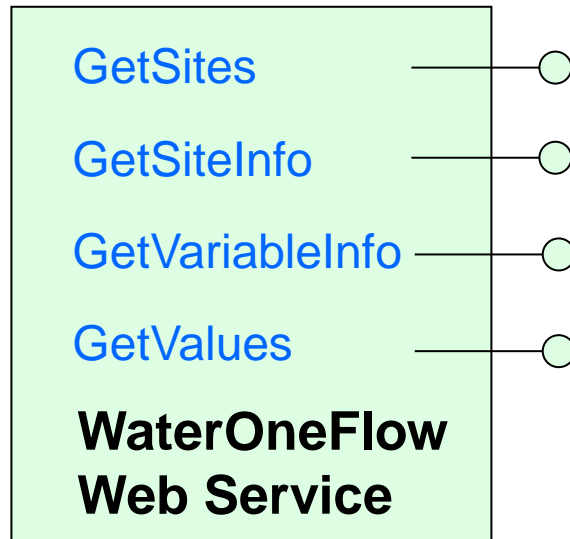 GetSites
GetSiteInfo
GetVariableInfo
GetValues
WaterOneFlow
Web Service